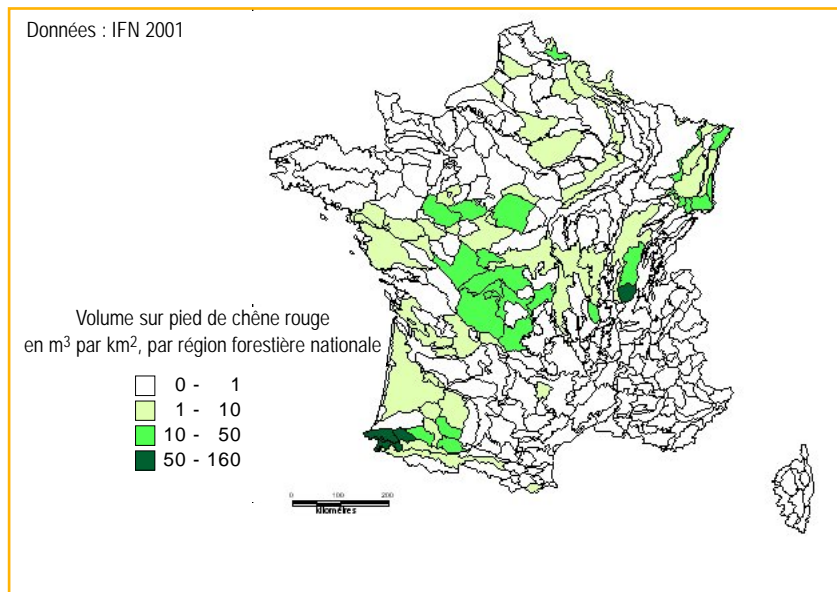 Données : IFN 2001
Volume sur pied de chêne rouge
en m³ par km², par région forestière nationale
0 - 1
1 - 10
10 - 50
50 - 160
0 100 200
kilomètres